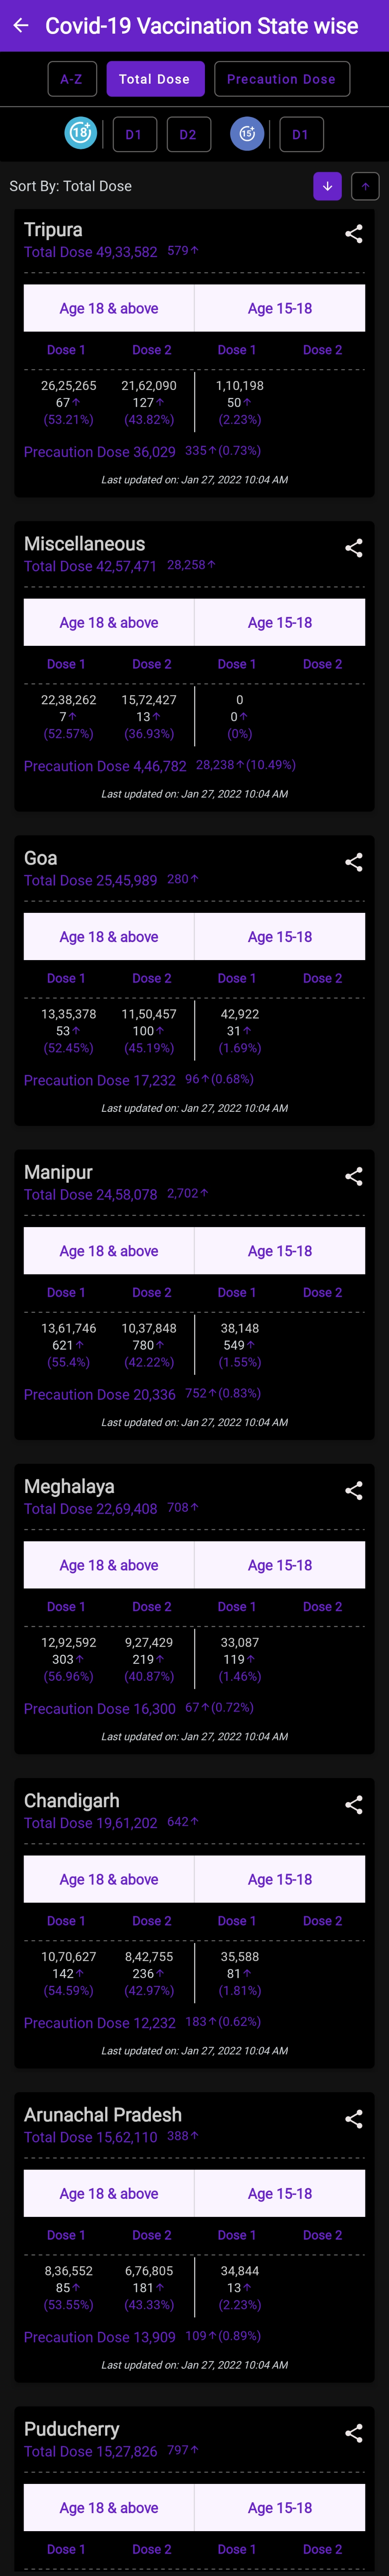 Covid-19 Vaccination State wise
A-Z Total Dose Precaution Dose
18+ D1 D2 15+ D1
Sort By: Total Dose
Tripura
Total Dose 49,33,582 579↑
Age 18 & above Age 15-18
Dose 1 Dose 2 Dose 1 Dose 2
26,25,265 21,62,090 1,10,198
67↑ 127↑ 50↑
(53.21%) (43.82%) (2.23%)
Precaution Dose 36,029 335↑(0.73%)
Last updated on: Jan 27, 2022 10:04 AM
Miscellaneous
Total Dose 42,57,471 28,258↑
Age 18 & above Age 15-18
Dose 1 Dose 2 Dose 1 Dose 2
22,38,262 15,72,427 0
7↑ 13↑ 0↑
(52.57%) (36.93%) (0%)
Precaution Dose 4,46,782 28,238↑(10.49%)
Last updated on: Jan 27, 2022 10:04 AM
Goa
Total Dose 25,45,989 280↑
Age 18 & above Age 15-18
Dose 1 Dose 2 Dose 1 Dose 2
13,35,378 11,50,457 42,922
53↑ 100↑ 31↑
(52.45%) (45.19%) (1.69%)
Precaution Dose 17,232 96↑(0.68%)
Last updated on: Jan 27, 2022 10:04 AM
Manipur
Total Dose 24,58,078 2,702↑
Age 18 & above Age 15-18
Dose 1 Dose 2 Dose 1 Dose 2
13,61,746 10,37,848 38,148
621↑ 780↑ 549↑
(55.4%) (42.22%) (1.55%)
Precaution Dose 20,336 752↑(0.83%)
Last updated on: Jan 27, 2022 10:04 AM
Meghalaya
Total Dose 22,69,408 708↑
Age 18 & above Age 15-18
Dose 1 Dose 2 Dose 1 Dose 2
12,92,592 9,27,429 33,087
303↑ 219↑ 119↑
(56.96%) (40.87%) (1.46%)
Precaution Dose 16,300 67↑(0.72%)
Last updated on: Jan 27, 2022 10:04 AM
Chandigarh
Total Dose 19,61,202 642↑
Age 18 & above Age 15-18
Dose 1 Dose 2 Dose 1 Dose 2
10,70,627 8,42,755 35,588
142↑ 236↑ 81↑
(54.59%) (42.97%) (1.81%)
Precaution Dose 12,232 183↑(0.62%)
Last updated on: Jan 27, 2022 10:04 AM
Arunachal Pradesh
Total Dose 15,62,110 388↑
Age 18 & above Age 15-18
Dose 1 Dose 2 Dose 1 Dose 2
8,36,552 6,76,805 34,844
85↑ 181↑ 13↑
(53.55%) (43.33%) (2.23%)
Precaution Dose 13,909 109↑(0.89%)
Last updated on: Jan 27, 2022 10:04 AM
Puducherry
Total Dose 15,27,826 797↑
Age 18 & above Age 15-18
Dose 1 Dose 2 Dose 1 Dose 2